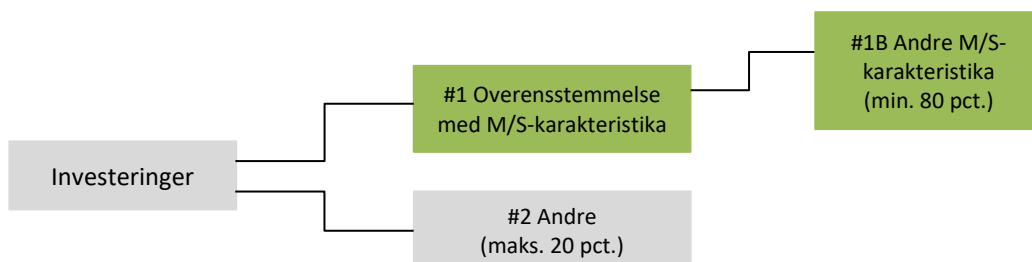 #1B Andre M/S-
karakteristika
(min. 80 pct.)
#1 Overensstemmelse
med M/S-karakteristika
Investeringer
#2 Andre
(maks. 20 pct.)